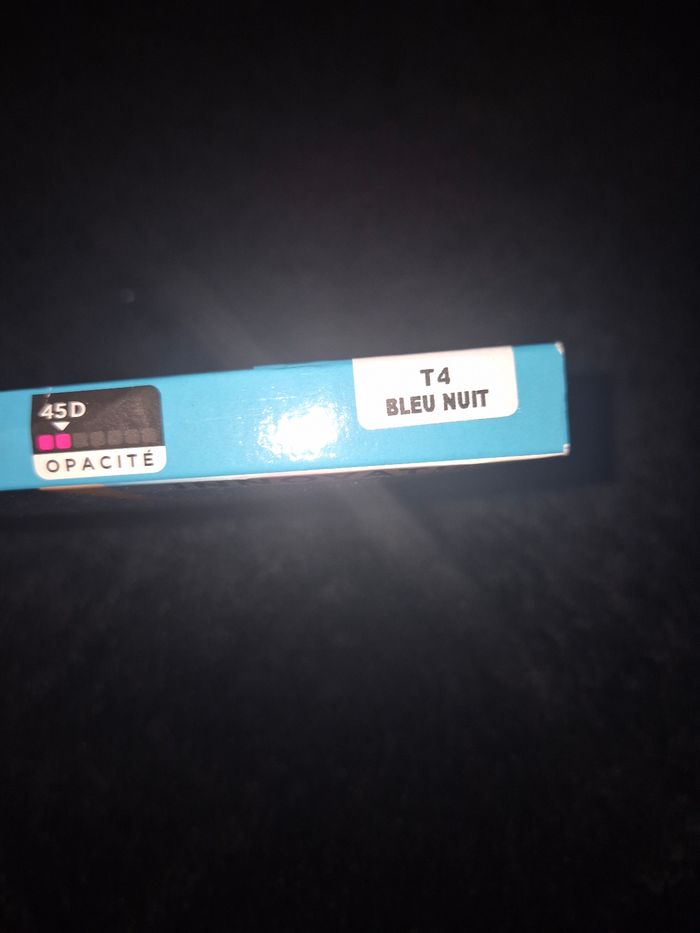 45D
OPACITÉ
T4
BLEU NUIT